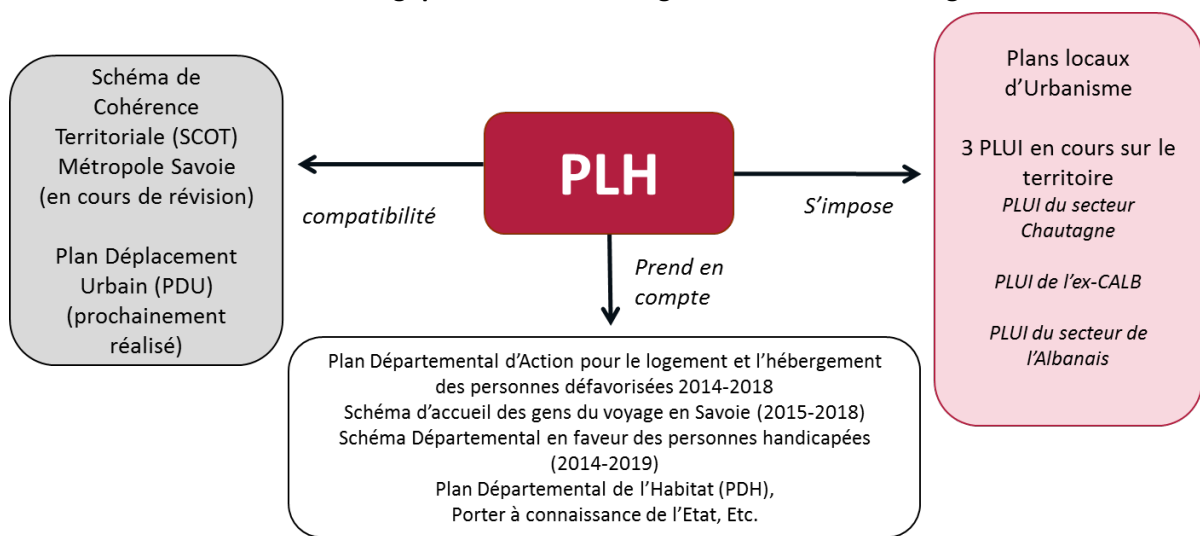 Schéma de
Cohérence
Territoriale (SCOT)
Métropole Savoie
(en cours de révision)
Plan Déplacement
Urbain (PDU)
(prochainement
réalisé)
compatibilité
PLH
S’impose
Prend en
compte
Plans locaux
d’Urbanisme
3 PLUI en cours sur le
territoire
PLUI du secteur
Chautagne
PLUI de l’ex-CALB
PLUI du secteur de
l’Albanais
Plan Départemental d’Action pour le logement et l’hébergement
des personnes défavorisées 2014-2018
Schéma d’accueil des gens du voyage en Savoie (2015-2018)
Schéma Départemental en faveur des personnes handicapées
(2014-2019)
Plan Départemental de l’Habitat (PDH),
Porter à connaissance de l’Etat, Etc.